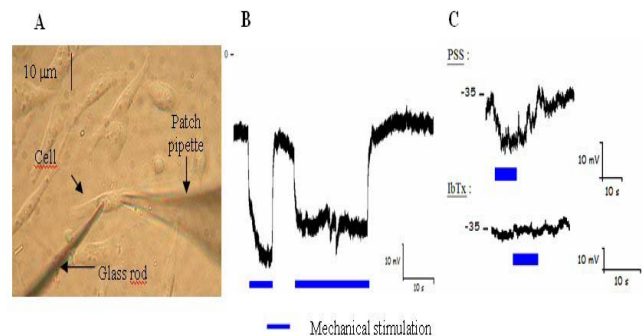 A
B
C
10 µm
Patch
pipette
Cell
Glass rod
0 –
10 mV
10 s
PSS :
-35 –
10 mV
10 s
IbTx :
-35 –
10 mV
10 s
Mechanical stimulation